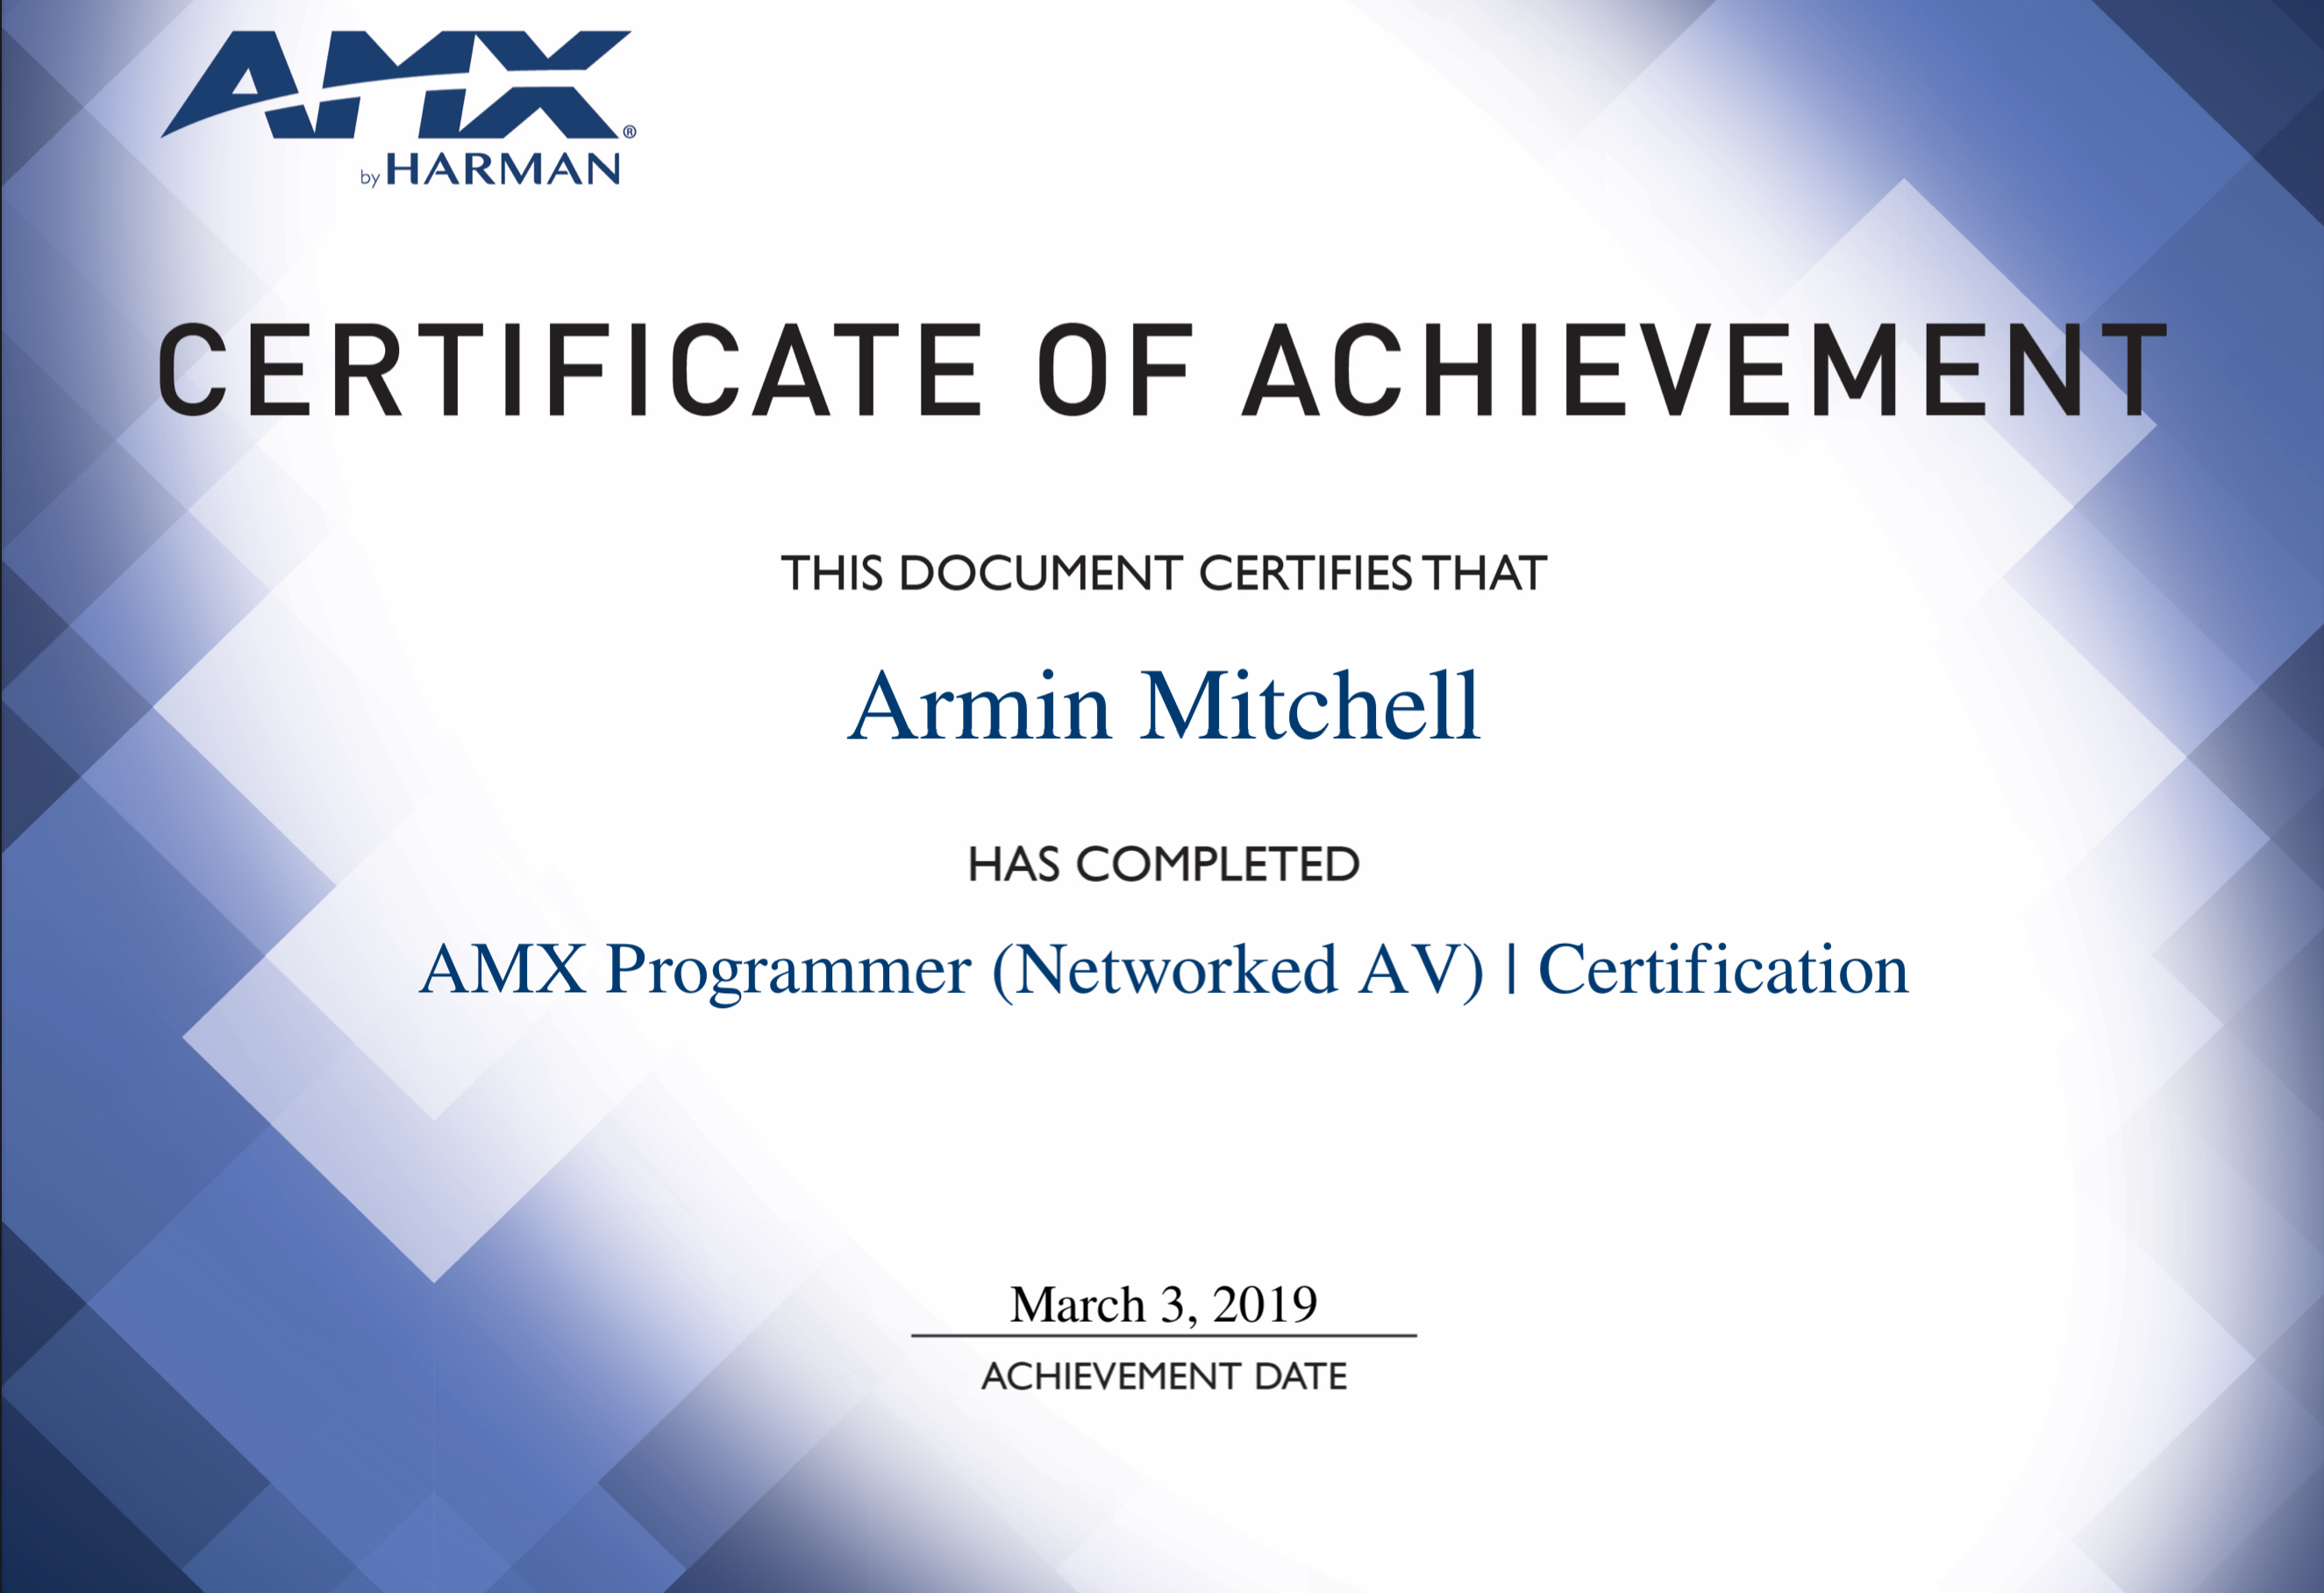 AMX®
by HARMAN
CERTIFICATE OF ACHIEVEMENT
THIS DOCUMENT CERTIFIES THAT
Armin Mitchell
HAS COMPLETED
AMX Programmer (Networked AV) | Certification
March 3, 2019
ACHIEVEMENT DATE